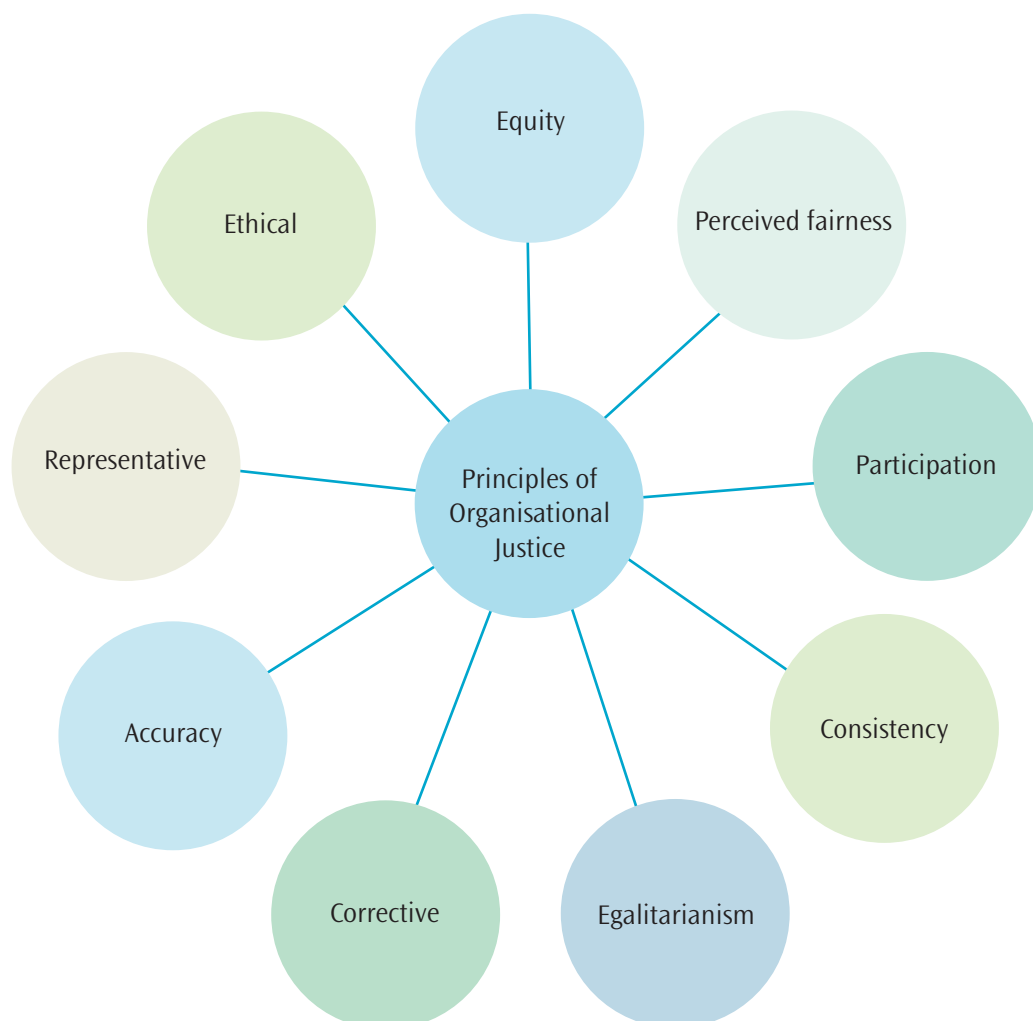 Equity
Perceived fairness
Ethical
Participation
Representative
Principles of
Organisational
Justice
Consistency
Accuracy
Egalitarianism
Corrective